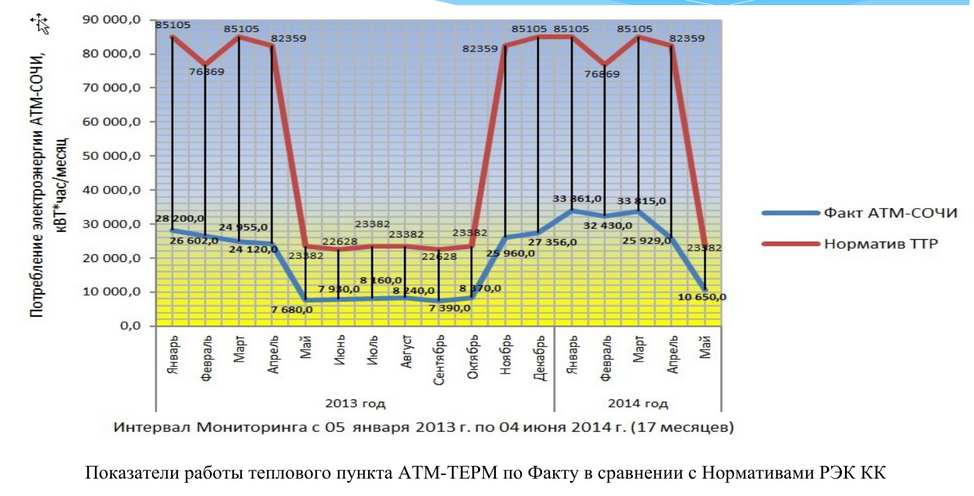 Потребление электроэнергии АТМ-СОЧИ,
кВТ*час/месяц
90 000,0
80 000,0
70 000,0
60 000,0
50 000,0
40 000,0
30 000,0
20 000,0
10 000,0
0,0
85105
76869
85105
82359
23382
22628
23382
23382
22628
23382
82359
85105
85105
76869
85105
82359
23382
28 200,0
26 602,0
24 955,0
24 120,0
7 680,0
7 930,0
8 160,0
8 240,0
7 390,0
8 370,0
25 960,0
27 356,0
33 861,0
32 430,0
33 815,0
25 929,0
10 650,0
Факт АТМ-СОЧИ
Норматив ТТР
Январь
Февраль
Март
Апрель
Май
Июнь
Июль
Август
Сентябрь
Октябрь
Ноябрь
Декабрь
Январь
Февраль
Март
Апрель
Май
2013 год
2014 год
Интервал Мониторинга с 05 января 2013 г. по 04 июня 2014 г. (17 месяцев)
Показатели работы теплового пункта АТМ-ТЕРМ по Факту в сравнении с Нормативами РЭК КК